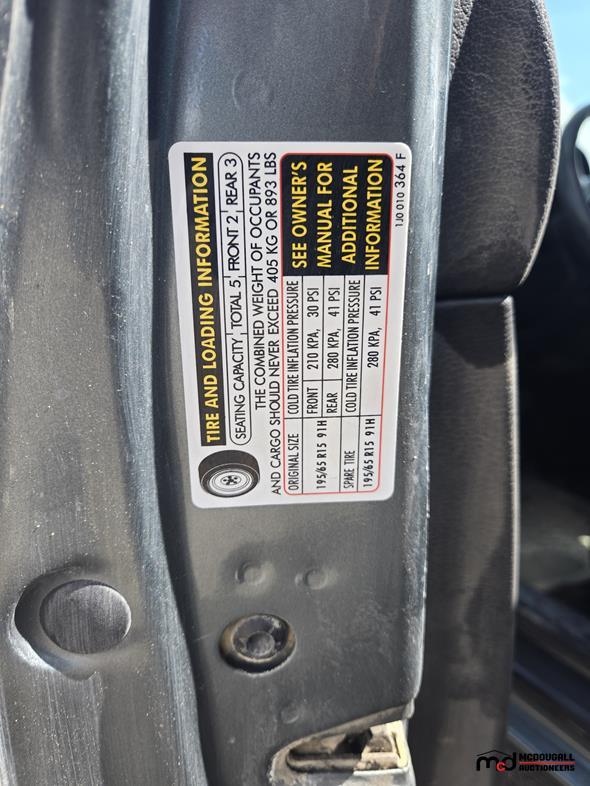 TIRE AND LOADING INFORMATION
SEATING CAPACITY TOTAL 5 FRONT 2 REAR 3
THE COMBINED WEIGHT OF OCCUPANTS
AND CARGO SHOULD NEVER EXCEED 405 KG OR 893 LBS
ORIGINAL SIZE COLD TIRE INFLATION PRESSURE
195/65 R15 91H FRONT 210 KPA, 30 PSI
REAR 280 KPA, 41 PSI
SPARE TIRE COLD TIRE INFLATION PRESSURE
195/65 R15 91H 280 KPA, 41 PSI
SEE OWNER'S
MANUAL FOR
ADDITIONAL
INFORMATION
1J0 010 364 F
mcd MCDOUGALL
AUCTIONEERS